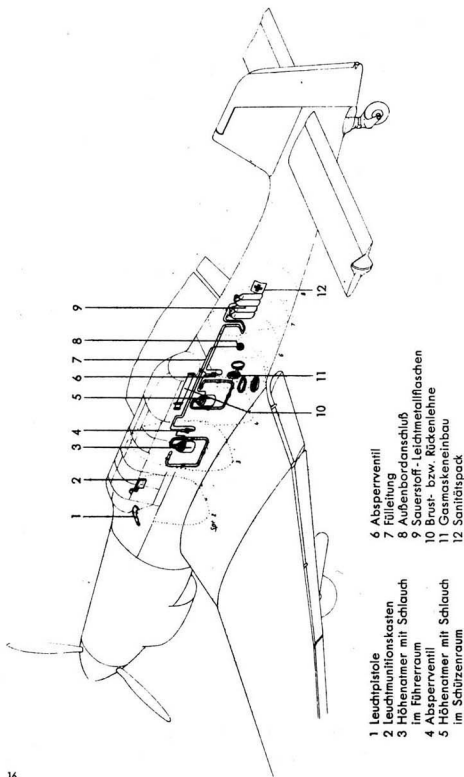 16
1
2
3
4
5
6
7
8
9
10
11
12
Spt 2
1 Leuchtpistole
2 Leuchtmunitionskasten
3 Höhenatmer mit Schlauch
im Führerraum
4 Absperrventil
5 Höhenatmer mit Schlauch
im Schützenraum
6 Absperrventil
7 Fülleitung
8 Außenbordanschluß
9 Sauerstoff-Leichtmetallflaschen
10 Brust- bzw. Rückenlehne
11 Gasmaskeneinbau
12 Sanitätspack